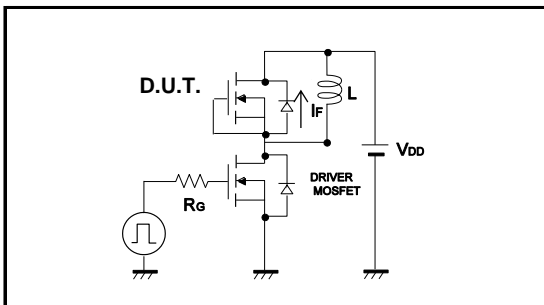 D.U.T.
L
IF
VDD
DRIVER
MOSFET
RG